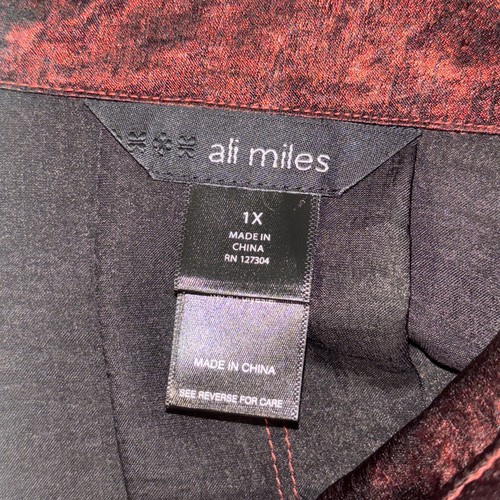 ali miles
1X
MADE IN
CHINA
RN 127304
MADE IN CHINA
SEE REVERSE FOR CARE